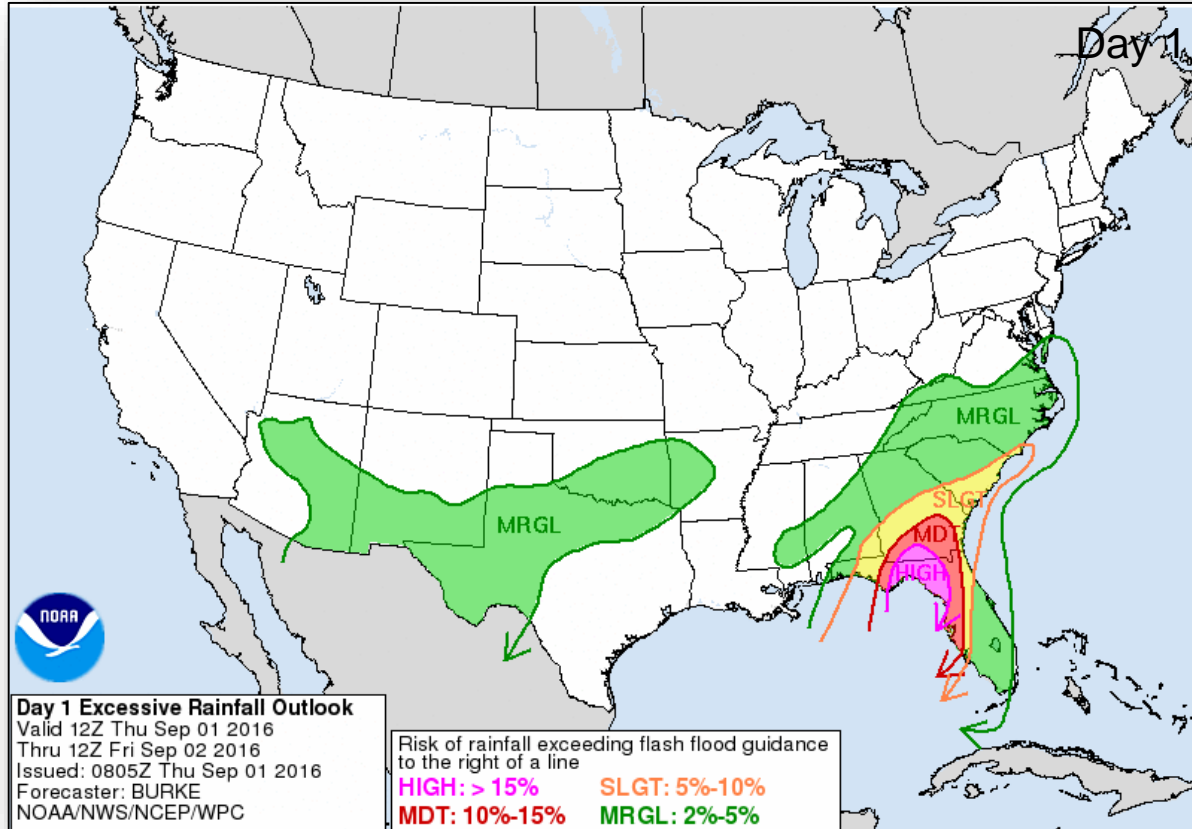 Day 1
MRGL
SLGT
MDT
HIGH
MRGL
NOAA
Day 1 Excessive Rainfall Outlook
Valid 12Z Thu Sep 01 2016
Thru 12Z Fri Sep 02 2016
Issued: 0805Z Thu Sep 01 2016
Forecaster: BURKE
NOAA/NWS/NCEP/WPC
Risk of rainfall exceeding flash flood guidance
to the right of a line
HIGH: > 15% SLGT: 5%-10%
MDT: 10%-15% MRGL: 2%-5%